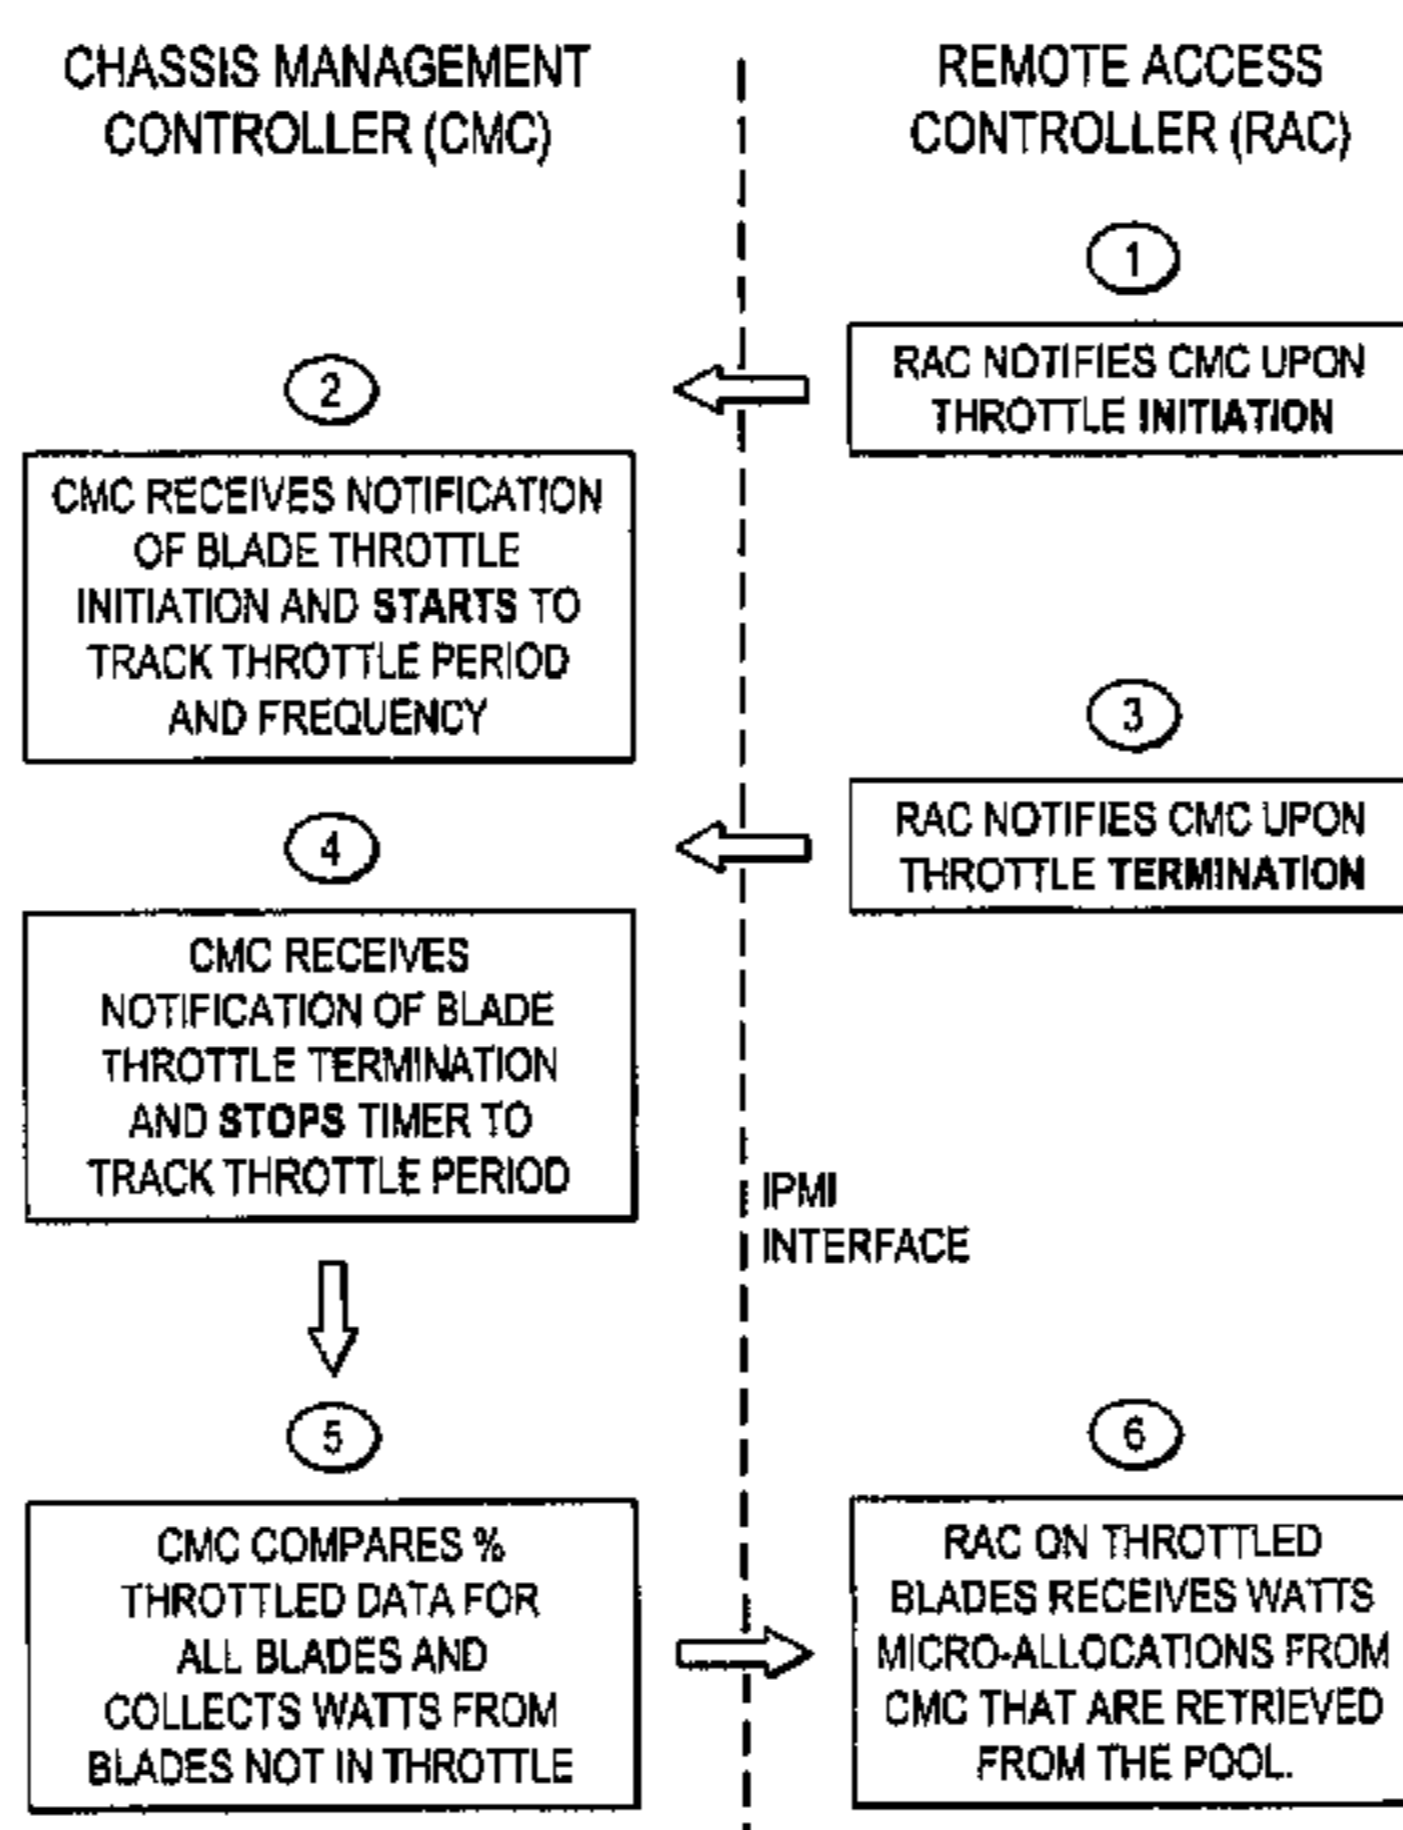 CHASSIS MANAGEMENT
CONTROLLER (CMC)
REMOTE ACCESS
CONTROLLER (RAC)
1
RAC NOTIFIES CMC UPON
THROTTLE INITIATION
2
CMC RECEIVES NOTIFICATION
OF BLADE THROTTLE
INITIATION AND STARTS TO
TRACK THROTTLE PERIOD
AND FREQUENCY
3
RAC NOTIFIES CMC UPON
THROTTLE TERMINATION
4
CMC RECEIVES
NOTIFICATION OF BLADE
THROTTLE TERMINATION
AND STOPS TIMER TO
TRACK THROTTLE PERIOD
IPMI
INTERFACE
5
CMC COMPARES %
THROTTLED DATA FOR
ALL BLADES AND
COLLECTS WATTS FROM
BLADES NOT IN THROTTLE
6
RAC ON THROTTLED
BLADES RECEIVES WATTS
MICRO-ALLOCATIONS FROM
CMC THAT ARE RETRIEVED
FROM THE POOL.